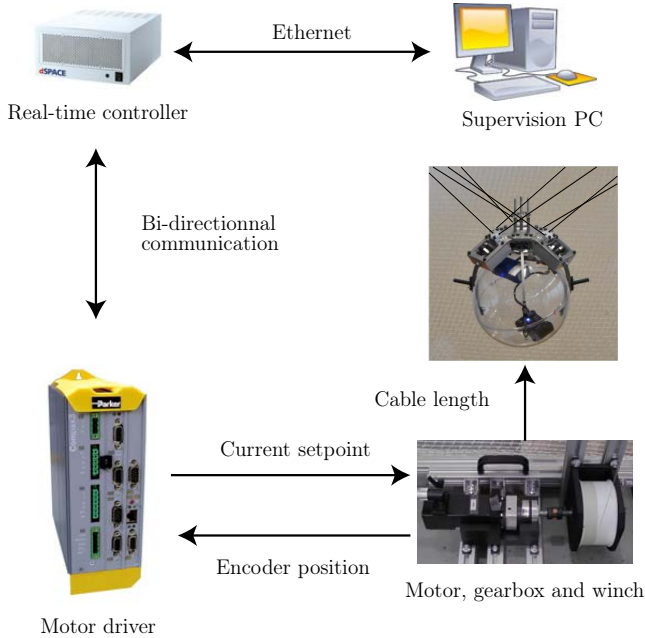 Ethernet
dSPACE
Real-time controller
Supervision PC
Bi-directionnal
communication
Parker
Cable length
Current setpoint
Encoder position
Motor, gearbox and winch
Motor driver